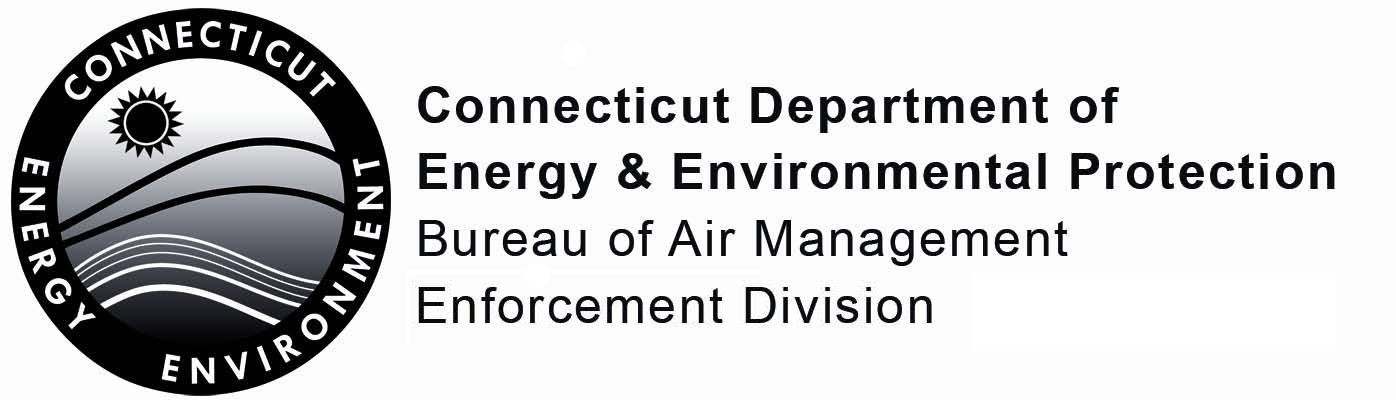 CONNECTICUT
ENERGY
ENVIRONMENT
Connecticut Department of
Energy & Environmental Protection
Bureau of Air Management
Enforcement Division